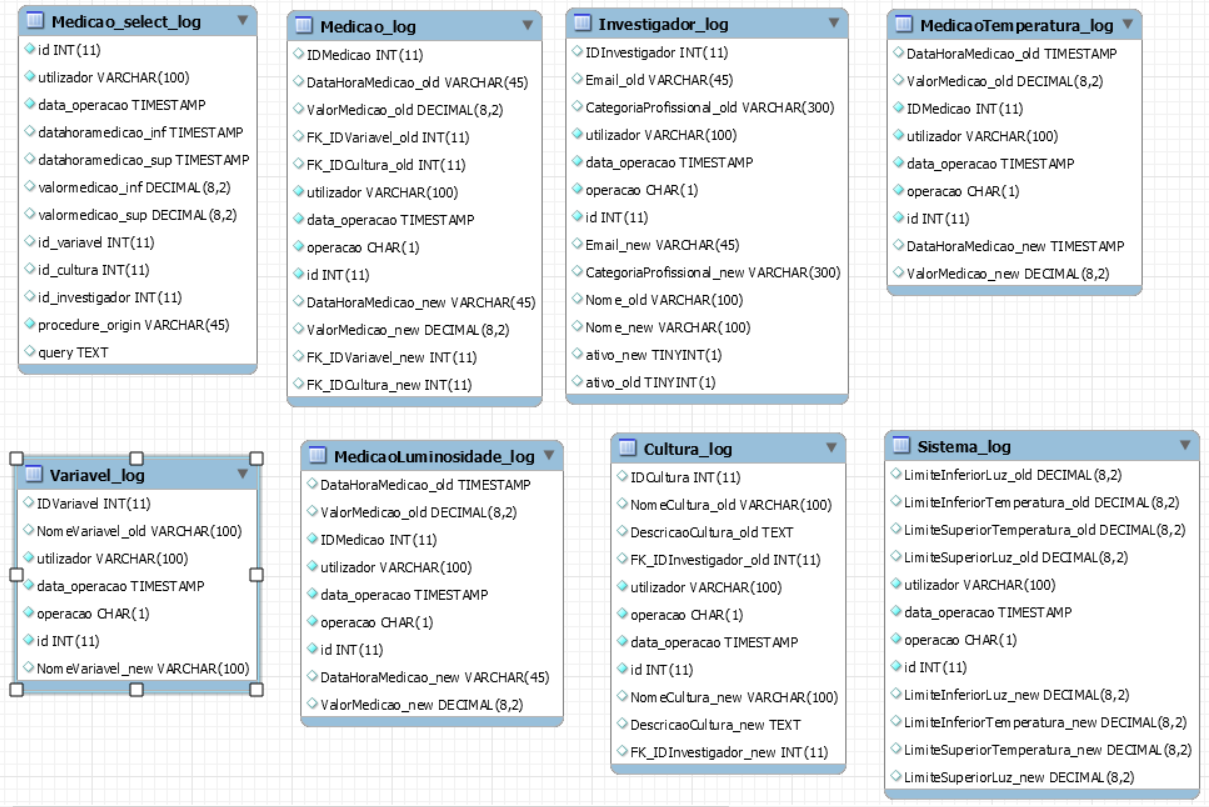 Medicao_select_log
id INT(11)
utilizador VARCHAR(100)
data_operacao TIMESTAMP
datahoramedicao_inf TIMESTAMP
datahoramedicao_sup TIMESTAMP
valormedicao_inf DECIMAL(8,2)
valormedicao_sup DECIMAL(8,2)
id_variavel INT(11)
id_cultura INT(11)
id_investigador INT(11)
procedure_origin VARCHAR(45)
query TEXT
Medicao_log
IDMedicao INT(11)
DataHoraMedicao_old VARCHAR(45)
ValorMedicao_old DECIMAL(8,2)
FK_IDVariavel_old INT(11)
FK_IDCultura_old INT(11)
utilizador VARCHAR(100)
data_operacao TIMESTAMP
operacao CHAR(1)
id INT(11)
DataHoraMedicao_new VARCHAR(45)
ValorMedicao_new DECIMAL(8,2)
FK_IDVariavel_new INT(11)
FK_IDCultura_new INT(11)
Investigador_log
IDInvestigador INT(11)
Email_old VARCHAR(45)
CategoriaProfissional_old VARCHAR(300)
utilizador VARCHAR(100)
data_operacao TIMESTAMP
operacao CHAR(1)
id INT(11)
Email_new VARCHAR(45)
CategoriaProfissional_new VARCHAR(300)
Nome_old VARCHAR(100)
Nome_new VARCHAR(100)
ativo_new TINYINT(1)
ativo_old TINYINT(1)
MedicaoTemperatura_log
DataHoraMedicao_old TIMESTAMP
ValorMedicao_old DECIMAL(8,2)
IDMedicao INT(11)
utilizador VARCHAR(100)
data_operacao TIMESTAMP
operacao CHAR(1)
id INT(11)
DataHoraMedicao_new TIMESTAMP
ValorMedicao_new DECIMAL(8,2)
Variavel_log
IDVariavel INT(11)
NomeVariavel_old VARCHAR(100)
utilizador VARCHAR(100)
data_operacao TIMESTAMP
operacao CHAR(1)
id INT(11)
NomeVariavel_new VARCHAR(100)
MedicaoLuminosidade_log
DataHoraMedicao_old TIMESTAMP
ValorMedicao_old DECIMAL(8,2)
IDMedicao INT(11)
utilizador VARCHAR(100)
data_operacao TIMESTAMP
operacao CHAR(1)
id INT(11)
DataHoraMedicao_new VARCHAR(45)
ValorMedicao_new DECIMAL(8,2)
Cultura_log
IDCultura INT(11)
NomeCultura_old VARCHAR(100)
DescricaoCultura_old TEXT
FK_IDInvestigador_old INT(11)
utilizador VARCHAR(100)
operacao CHAR(1)
data_operacao TIMESTAMP
id INT(11)
NomeCultura_new VARCHAR(100)
DescricaoCultura_new TEXT
FK_IDInvestigador_new INT(11)
Sistema_log
LimiteInferiorLuz_old DECIMAL(8,2)
LimiteInferiorTemperatura_old DECIMAL(8,2)
LimiteSuperiorTemperatura_old DECIMAL(8,2)
LimiteSuperiorLuz_old DECIMAL(8,2)
utilizador VARCHAR(100)
data_operacao TIMESTAMP
operacao CHAR(1)
id INT(11)
LimiteInferiorLuz_new DECIMAL(8,2)
LimiteInferiorTemperatura_new DECIMAL(8,2)
LimiteSuperiorTemperatura_new DECIMAL(8,2)
LimiteSuperiorLuz_new DECIMAL(8,2)